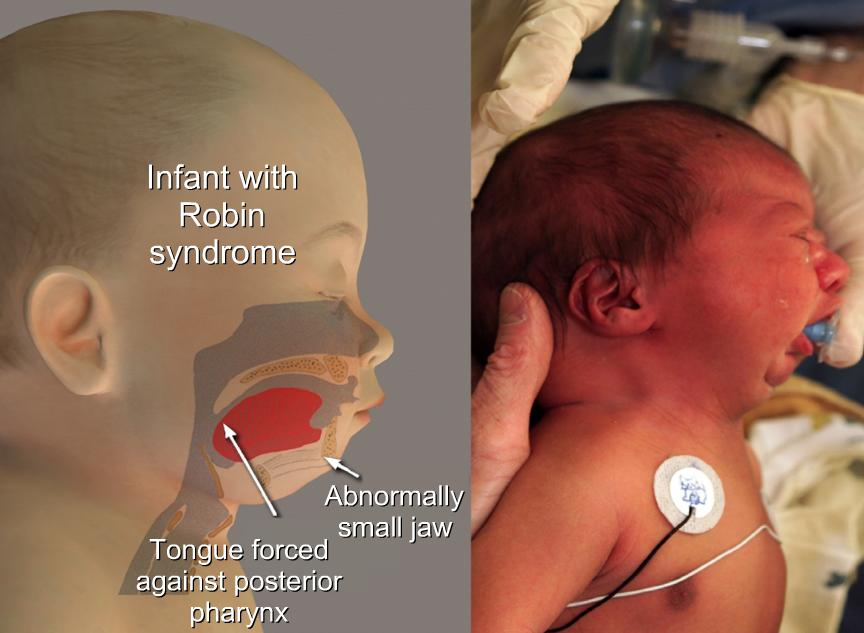 Infant with
Robin
syndrome
Abnormally
small jaw
Tongue forced
against posterior
pharynx